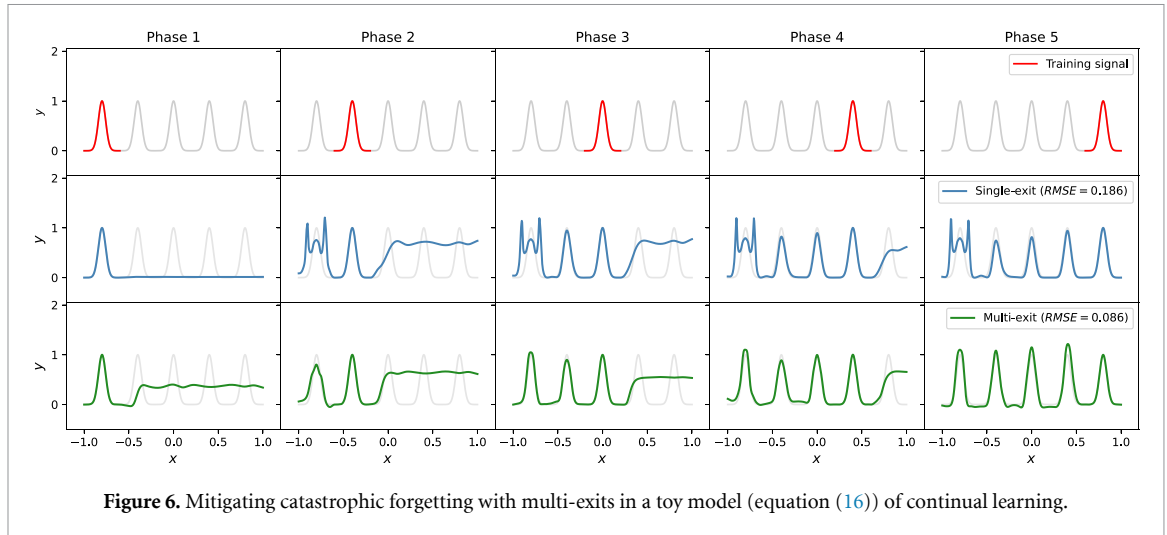 Phase 1 Phase 2 Phase 3 Phase 4 Phase 5
2
1
0
y
Training signal
2
1
0
y
Single-exit (RMSE = 0.186)
2
1
0
y
Multi-exit (RMSE = 0.086)
−1.0 −0.5 0.0 0.5 1.0 −1.0 −0.5 0.0 0.5 1.0 −1.0 −0.5 0.0 0.5 1.0 −1.0 −0.5 0.0 0.5 1.0 −1.0 −0.5 0.0 0.5 1.0
x x x x x
Figure 6. Mitigating catastrophic forgetting with multi-exits in a toy model (equation (16)) of continual learning.